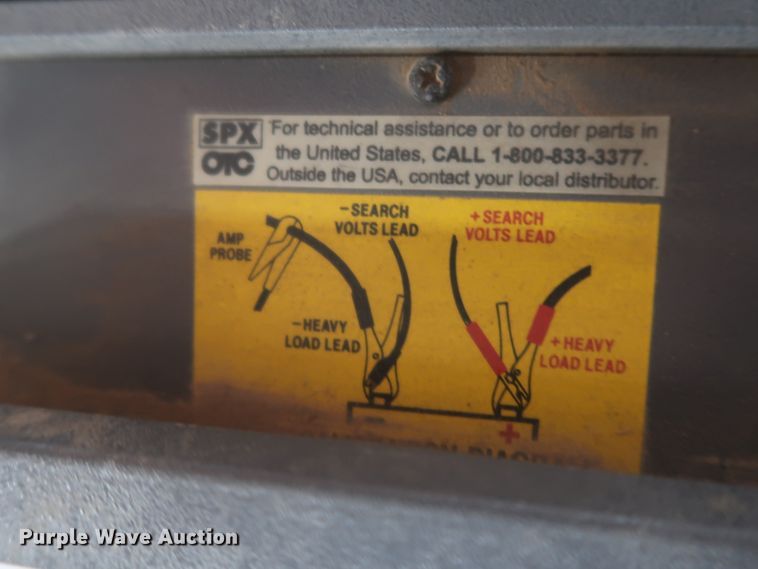 SPX
OTC
For technical assistance or to order parts in
the United States, CALL 1-800-833-3377.
Outside the USA, contact your local distributor.
AMP
PROBE
-SEARCH
VOLTS LEAD
+SEARCH
VOLTS LEAD
-HEAVY
LOAD LEAD
+HEAVY
LOAD LEAD
+
Purple Wave Auction